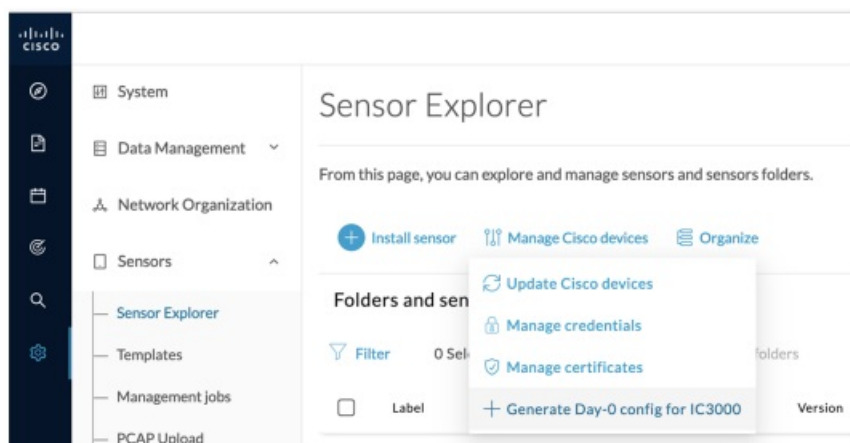 CISCO
System
Data Management
Network Organization
Sensors
Sensor Explorer
Templates
Management jobs
PCAP Upload
Sensor Explorer
From this page, you can explore and manage sensors and sensors folders.
Install sensor Manage Cisco devices Organize
Update Cisco devices
Manage credentials
Manage certificates
Generate Day-0 config for IC3000
Folders and sen
Filter 0 Sel folders
Label Version